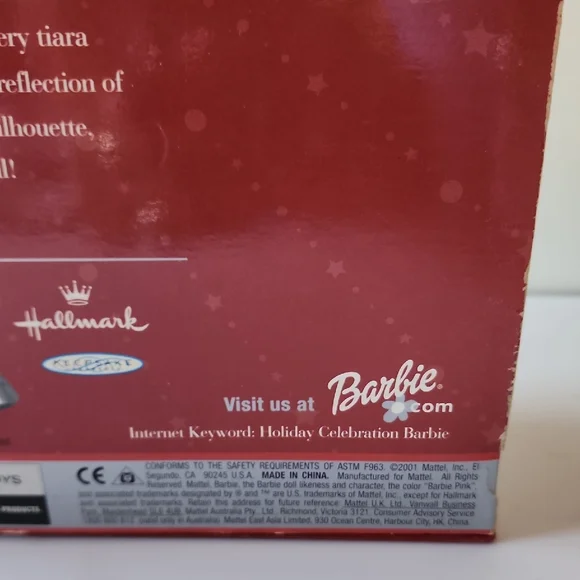 ery tiara
reflection of
lhouette,
l!
Hallmark
KEEPSAKE
Visit us at Barbie.com
Internet Keyword: Holiday Celebration Barbie
OYS
PRODUCTS
CE CONFORMS TO THE SAFETY REQUIREMENTS OF ASTM F963. ©2001 Mattel, Inc., El
Segundo, CA 90245 U.S.A. MADE IN CHINA. Manufactured for Mattel. All Rights
Reserved. Mattel, Barbie, the Barbie doll likeness and character, the color "Barbie Pink",
and associated trademarks designated by ® and ™ are U.S. trademarks of Mattel, Inc., except for Hallmark
and associated trademarks. Retain this address for future reference: Mattel U.K. Ltd., Vanwall Business
Park, Maidenhead SL6 4UB. Mattel Australia Pty., Ltd., Richmond, Victoria 3121. Consumer Advisory Service
valid only in Australia. Mattel East Asia Limited, 930 Ocean Centre, Harbour City, HK, China.